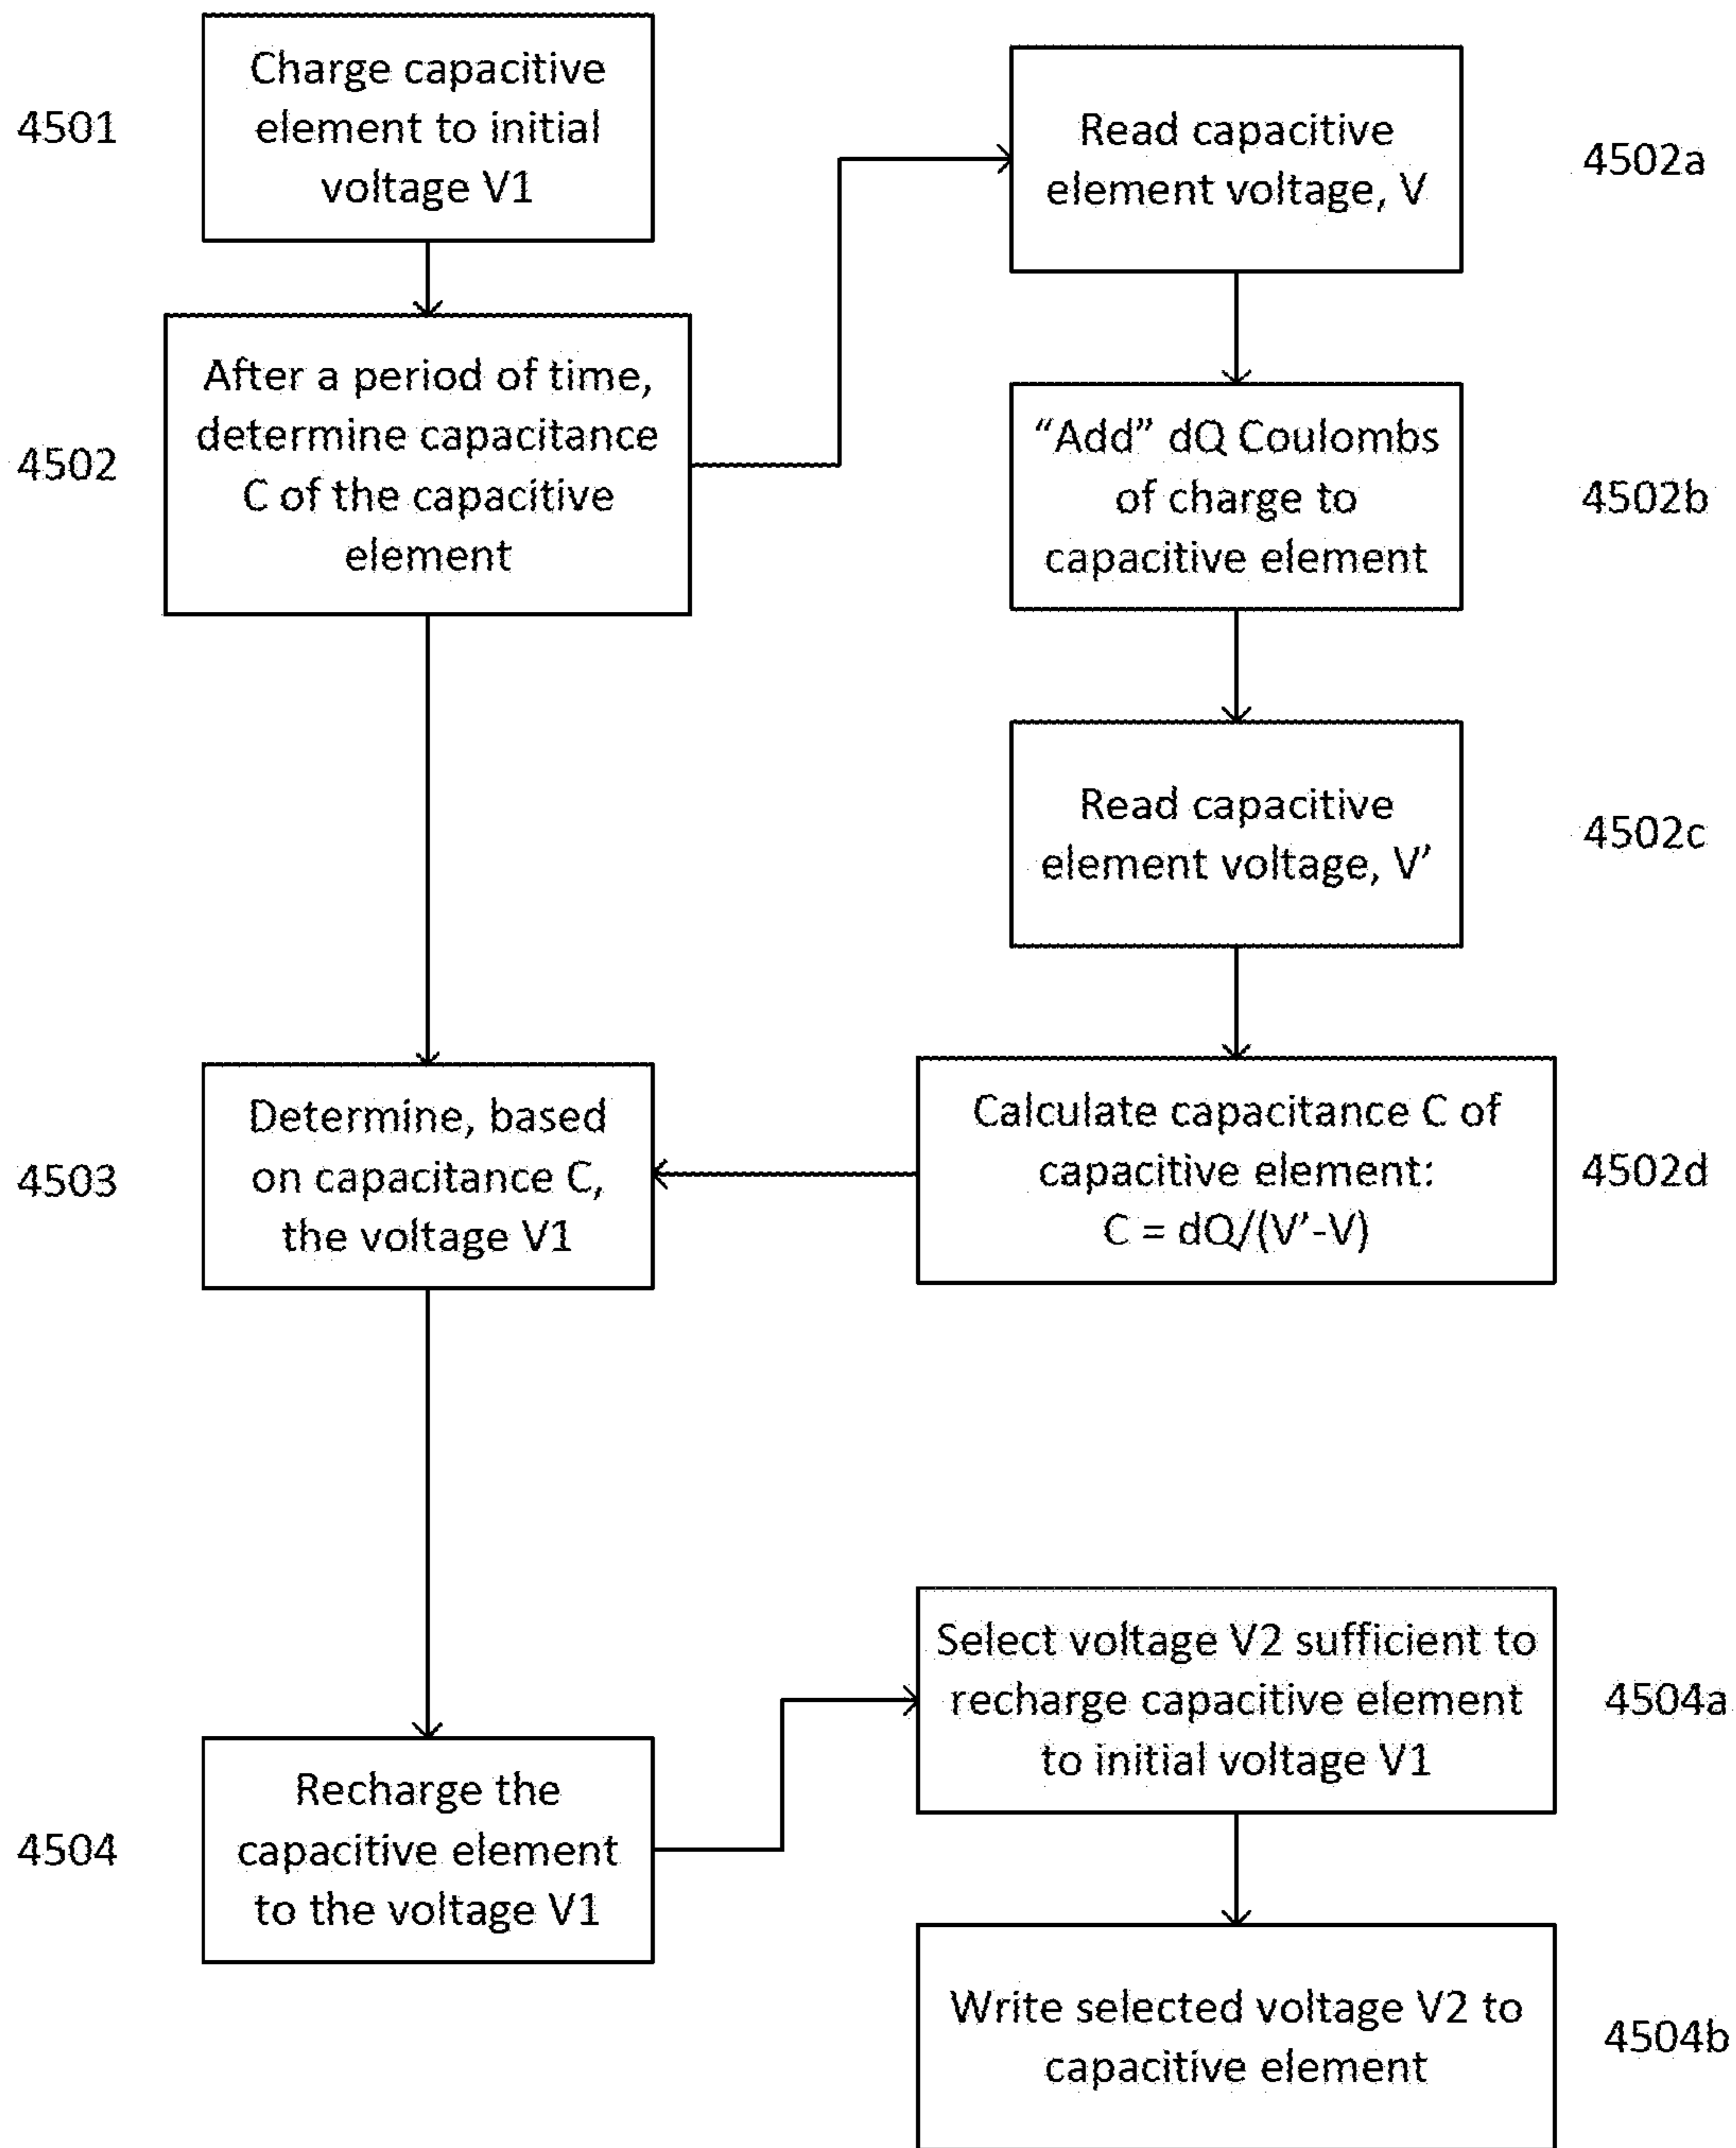 4501
Charge capacitive
element to initial
voltage V1
4502
After a period of time,
determine capacitance
C of the capacitive
element
Read capacitive
element voltage, V
4502a
“Add” dQ Coulombs
of charge to
capacitive element
4502b
Read capacitive
element voltage, V’
4502c
Calculate capacitance C of
capacitive element:
C = dQ/(V’-V)
4502d
4503
Determine, based
on capacitance C,
the voltage V1
4504
Recharge the
capacitive element
to the voltage V1
Select voltage V2 sufficient to
recharge capacitive element
to initial voltage V1
4504a
Write selected voltage V2 to
capacitive element
4504b